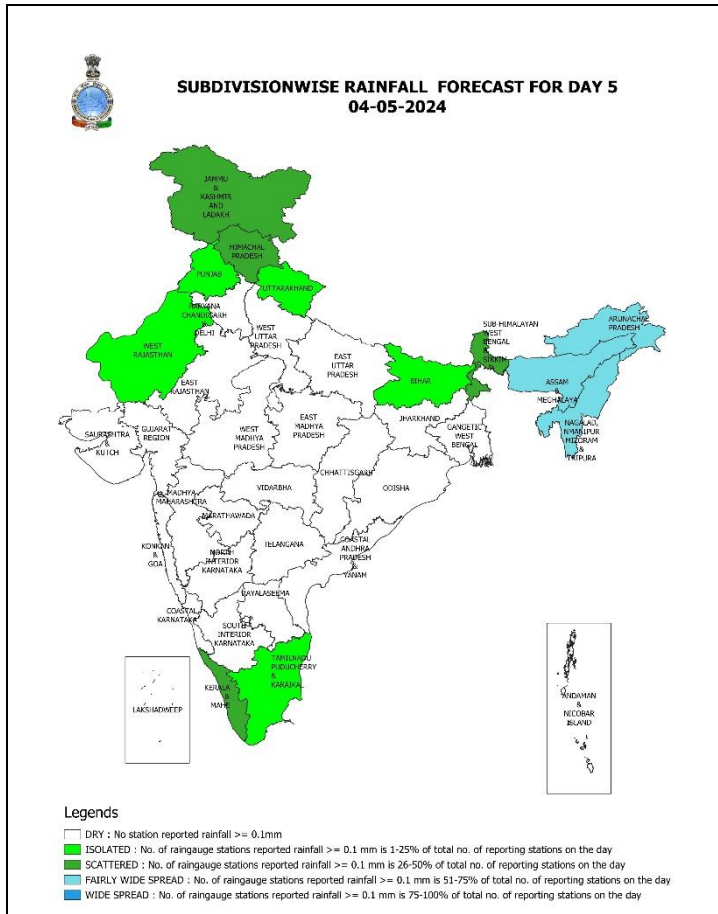 SUBDIVISIONWISE RAINFALL FORECAST FOR DAY 5
04-05-2024
JAMMU
&
KASHMIR
AND
LADAKH
HIMACHAL
PRADESH
PUNJAB
UTTARAKHAND
HARYANA
CHANDIGARH
&
DELHI
WEST
RAJASTHAN
WEST
UTTAR
PRADESH
EAST
UTTAR
PRADESH
EAST
RAJASTHAN
SUB-HIMALAYAN
WEST
BENGAL
&
SIKKIM
ARUNACHAL
PRADESH
BIHAR
ASSAM
&
MEGHALAYA
NAGALAD,
NMANIPUR
MIZORAM
&
TRIPURA
SAURASHTRA
&
KUTCH
GUJARAT
REGION
WEST
MADHYA
PRADESH
EAST
MADHYA
PRADESH
JHARKHAND
GANGETIC
WEST
BENGAL
CHHATTISGARH
ODISHA
VIDARBHA
MADHYA
MAHARASHTRA
MARATHAWADA
KONKAN
&
GOA
NORTH
INTERIOR
KARNATAKA
TELANGANA
COASTAL
ANDHRA
PRADESH
&
YANAM
RAYALASEEMA
COASTAL
KARNATAKA
SOUTH
INTERIOR
KARNATAKA
TAMILNADU
PUDUCHERRY
&
KARAIKAL
KERALA
&
MAHE
LAKSHADWEEP
ANDAMAN
&
NICOBAR
ISLAND
Legends
DRY : No station reported rainfall >= 0.1mm
ISOLATED : No. of raingauge stations reported rainfall >= 0.1 mm is 1-25% of total no. of reporting stations on the day
SCATTERED : No. of raingauge stations reported rainfall >= 0.1 mm is 26-50% of total no. of reporting stations on the day
FAIRLY WIDE SPREAD : No. of raingauge stations reported rainfall >= 0.1 mm is 51-75% of total no. of reporting stations on the day
WIDE SPREAD : No. of raingauge stations reported rainfall >= 0.1 mm is 75-100% of total no. of reporting stations on the day